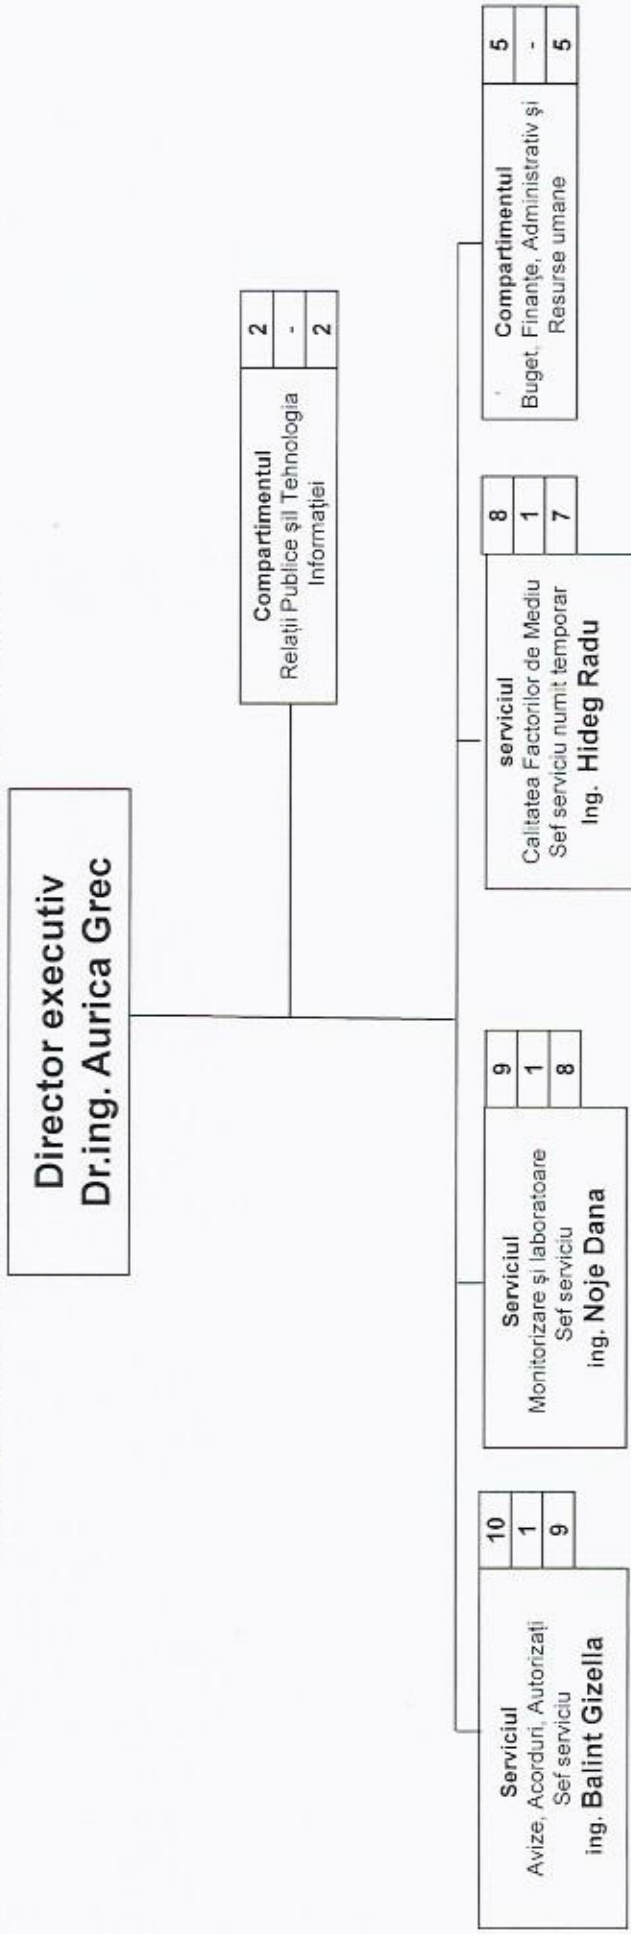 Director executiv
Dr.ing. Aurica Grec
Compartimentul
Relații Publice șiI Tehnologia
Informației
2
-
2
Serviciul
Avize, Acorduri, Autorizați
Sef serviciu
ing. Balint Gizella
10
1
9
Serviciul
Monitorizare și laboratoare
Sef serviciu
ing. Noje Dana
9
1
8
serviciul
Calitatea Factorilor de Mediu
Sef serviciu numit temporar
Ing. Hideg Radu
8
1
7
Compartimentul
Buget, Finanțe, Administrativ și
Resurse umane
5
-
5